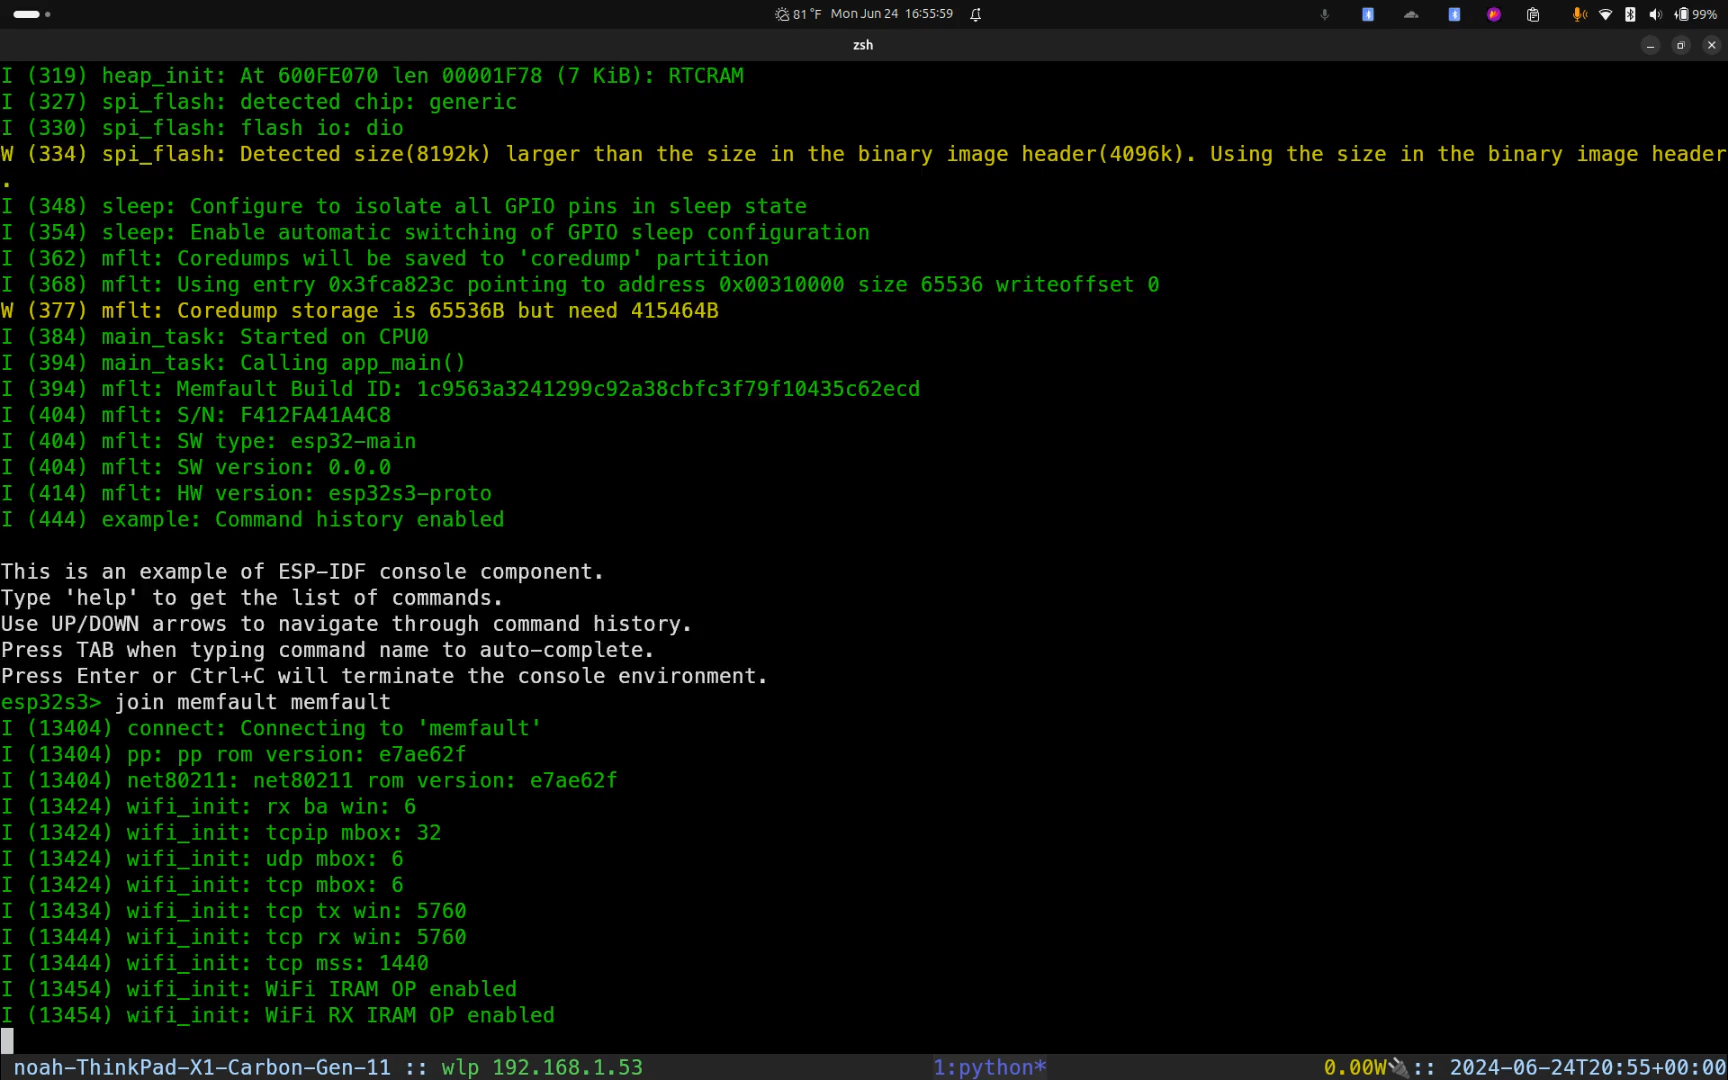 81 °F Mon Jun 24 16:55:59 99%
zsh
I (319) heap_init: At 600FE070 len 00001F78 (7 KiB): RTCRAM
I (327) spi_flash: detected chip: generic
I (330) spi_flash: flash io: dio
W (334) spi_flash: Detected size(8192k) larger than the size in the binary image header(4096k). Using the size in the binary image header
.
I (348) sleep: Configure to isolate all GPIO pins in sleep state
I (354) sleep: Enable automatic switching of GPIO sleep configuration
I (362) mflt: Coredumps will be saved to 'coredump' partition
I (368) mflt: Using entry 0x3fca823c pointing to address 0x00310000 size 65536 writeoffset 0
W (377) mflt: Coredump storage is 65536B but need 415464B
I (384) main_task: Started on CPU0
I (394) main_task: Calling app_main()
I (394) mflt: Memfault Build ID: 1c9563a3241299c92a38cbfc3f79f10435c62ecd
I (404) mflt: S/N: F412FA41A4C8
I (404) mflt: SW type: esp32-main
I (404) mflt: SW version: 0.0.0
I (414) mflt: HW version: esp32s3-proto
I (444) example: Command history enabled
This is an example of ESP-IDF console component.
Type 'help' to get the list of commands.
Use UP/DOWN arrows to navigate through command history.
Press TAB when typing command name to auto-complete.
Press Enter or Ctrl+C will terminate the console environment.
esp32s3> join memfault memfault
I (13404) connect: Connecting to 'memfault'
I (13404) pp: pp rom version: e7ae62f
I (13404) net80211: net80211 rom version: e7ae62f
I (13424) wifi_init: rx ba win: 6
I (13424) wifi_init: tcpip mbox: 32
I (13424) wifi_init: udp mbox: 6
I (13424) wifi_init: tcp mbox: 6
I (13434) wifi_init: tcp tx win: 5760
I (13444) wifi_init: tcp rx win: 5760
I (13444) wifi_init: tcp mss: 1440
I (13454) wifi_init: WiFi IRAM OP enabled
I (13454) wifi_init: WiFi RX IRAM OP enabled
noah-ThinkPad-X1-Carbon-Gen-11 :: wlp 192.168.1.53 1:python* 0.00W🔌:: 2024-06-24T20:55+00:00